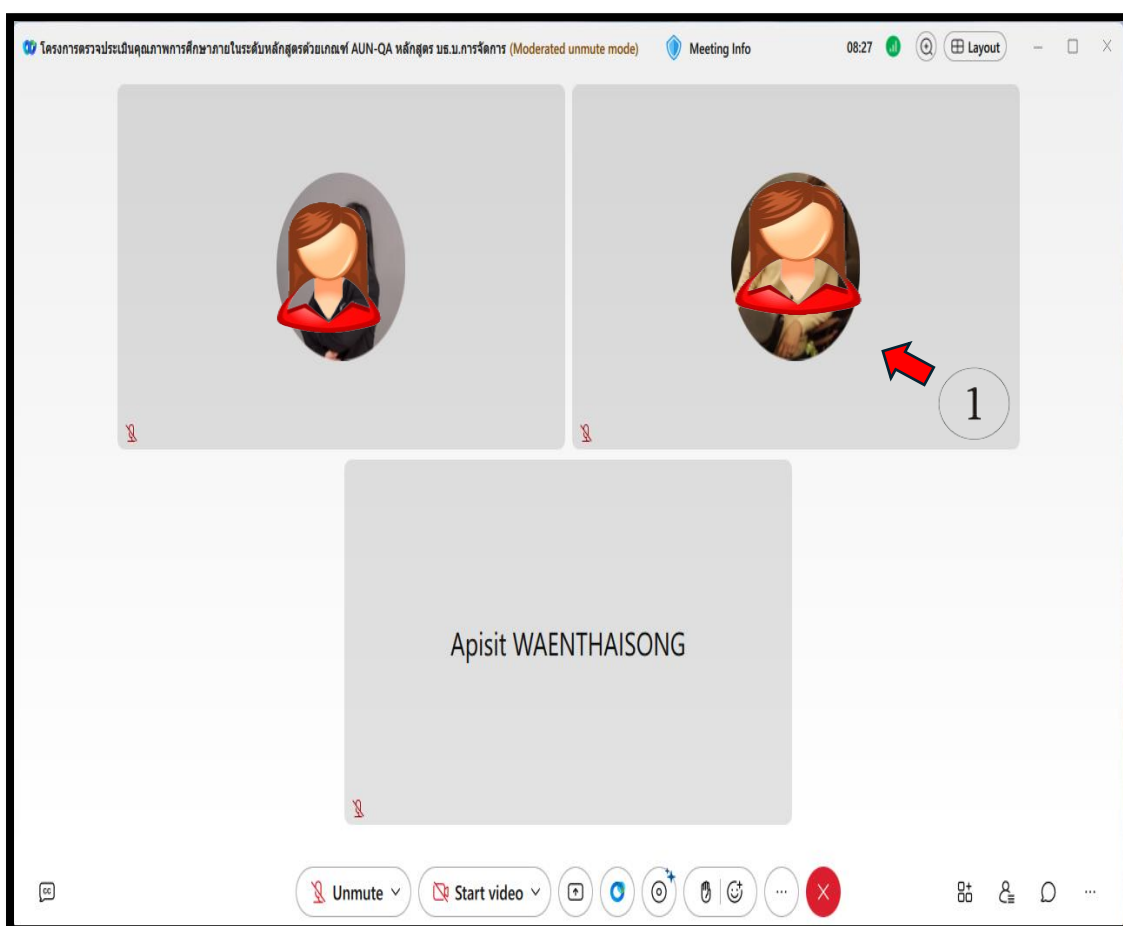 โครงการตรวจประเมินคุณภาพการศึกษาภายในระดับหลักสูตรด้วยเกณฑ์ AUN-QA หลักสูตร บธ.บ.การจัดการ (Moderated unmute mode) Meeting Info 08:27 Layout
1
Apisit WAENTHAISONG
CC Unmute Start video